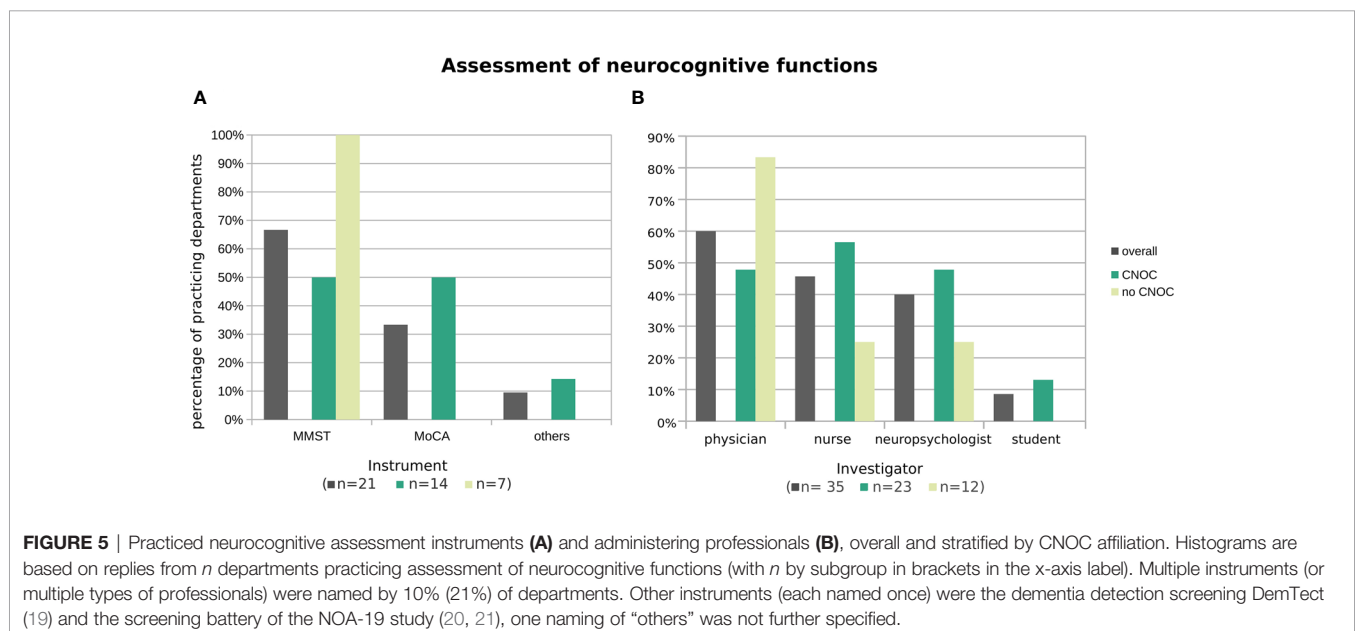 Assessment of neurocognitive functions
A
percentage of practicing departments
100%
90%
80%
70%
60%
50%
40%
30%
20%
10%
0%
MMST MoCA others
Instrument
(n=21 n=14 n=7)
B
90%
80%
70%
60%
50%
40%
30%
20%
10%
0%
physician nurse neuropsychologist student
Investigator
(n= 35 n=23 n=12)
overall
CNOC
no CNOC
FIGURE 5 | Practiced neurocognitive assessment instruments (A) and administering professionals (B), overall and stratified by CNOC affiliation. Histograms are
based on replies from n departments practicing assessment of neurocognitive functions (with n by subgroup in brackets in the x-axis label). Multiple instruments (or
multiple types of professionals) were named by 10% (21%) of departments. Other instruments (each named once) were the dementia detection screening DemTect
(19) and the screening battery of the NOA-19 study (20, 21), one naming of “others” was not further specified.